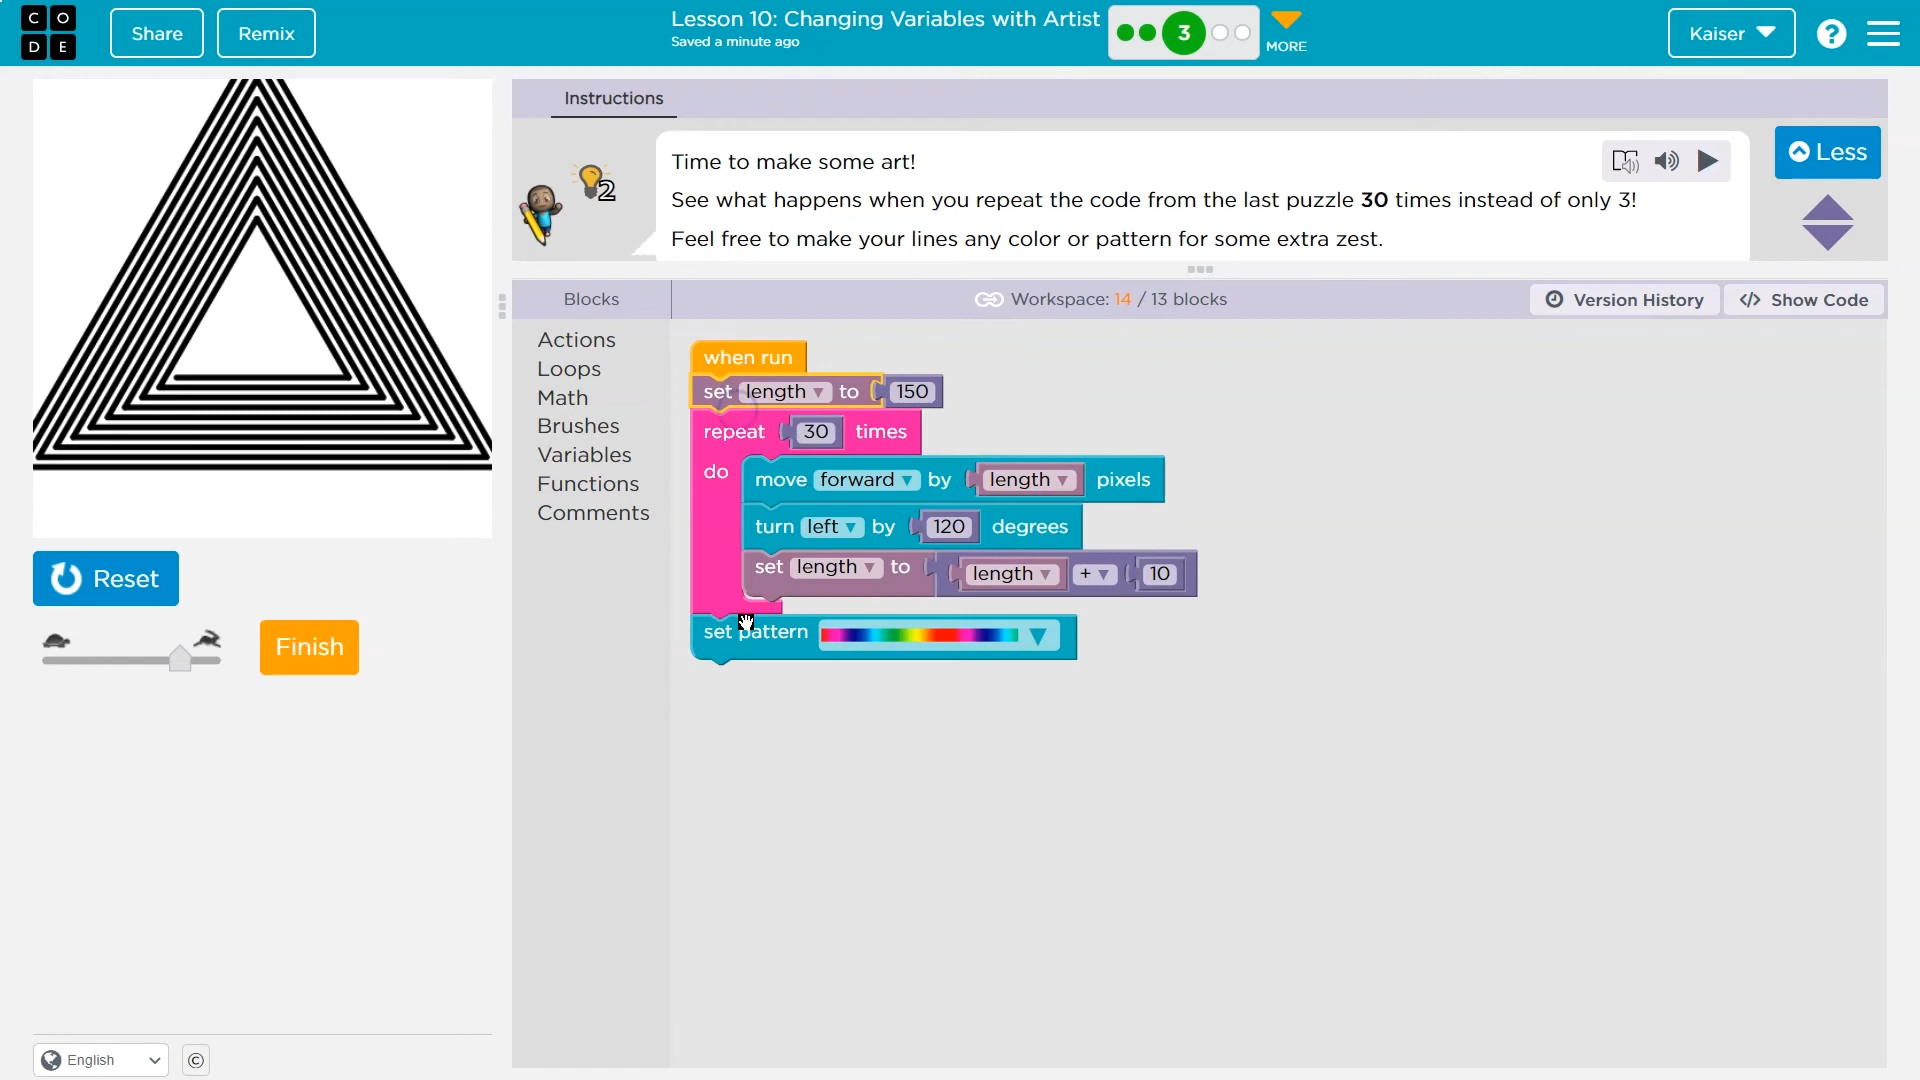 C O
D E
Share
Remix
Lesson 10: Changing Variables with Artist
Saved a minute ago
3
MORE
Kaiser
?
Instructions
2
Time to make some art!
See what happens when you repeat the code from the last puzzle 30 times instead of only 3!
Feel free to make your lines any color or pattern for some extra zest.
Less
Blocks
Workspace: 14 / 13 blocks
Version History
</> Show Code
Actions
Loops
Math
Brushes
Variables
Functions
Comments
when run
set length to 150
repeat 30 times
do
move forward by length pixels
turn left by 120 degrees
set length to length + 10
set pattern
Reset
Finish
English
©